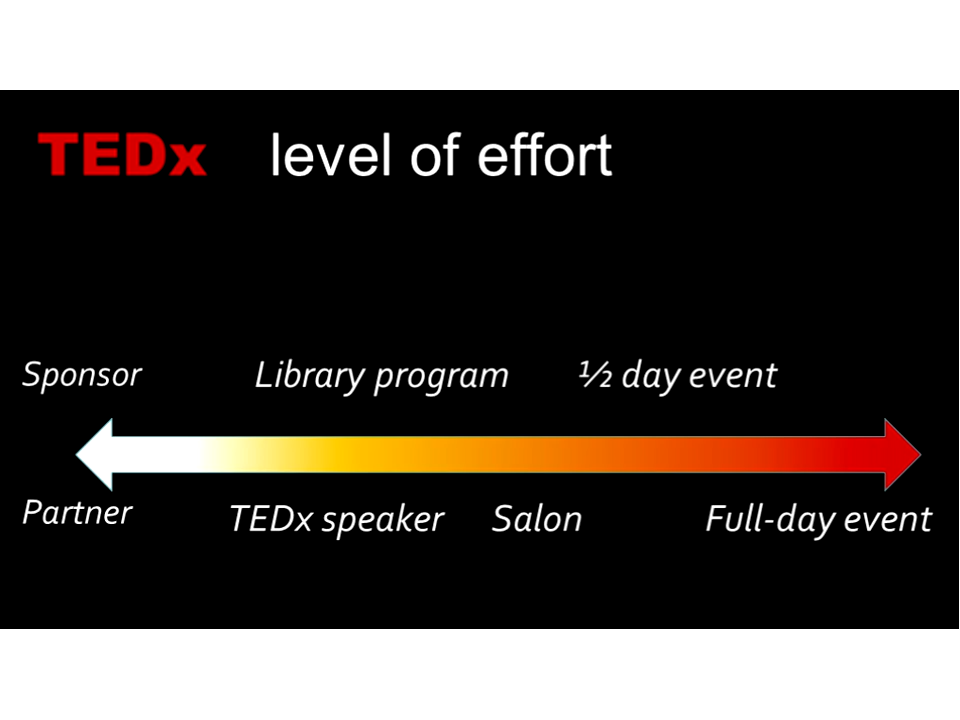 TEDx level of effort
Sponsor Library program ½ day event
Partner TEDx speaker Salon Full-day event